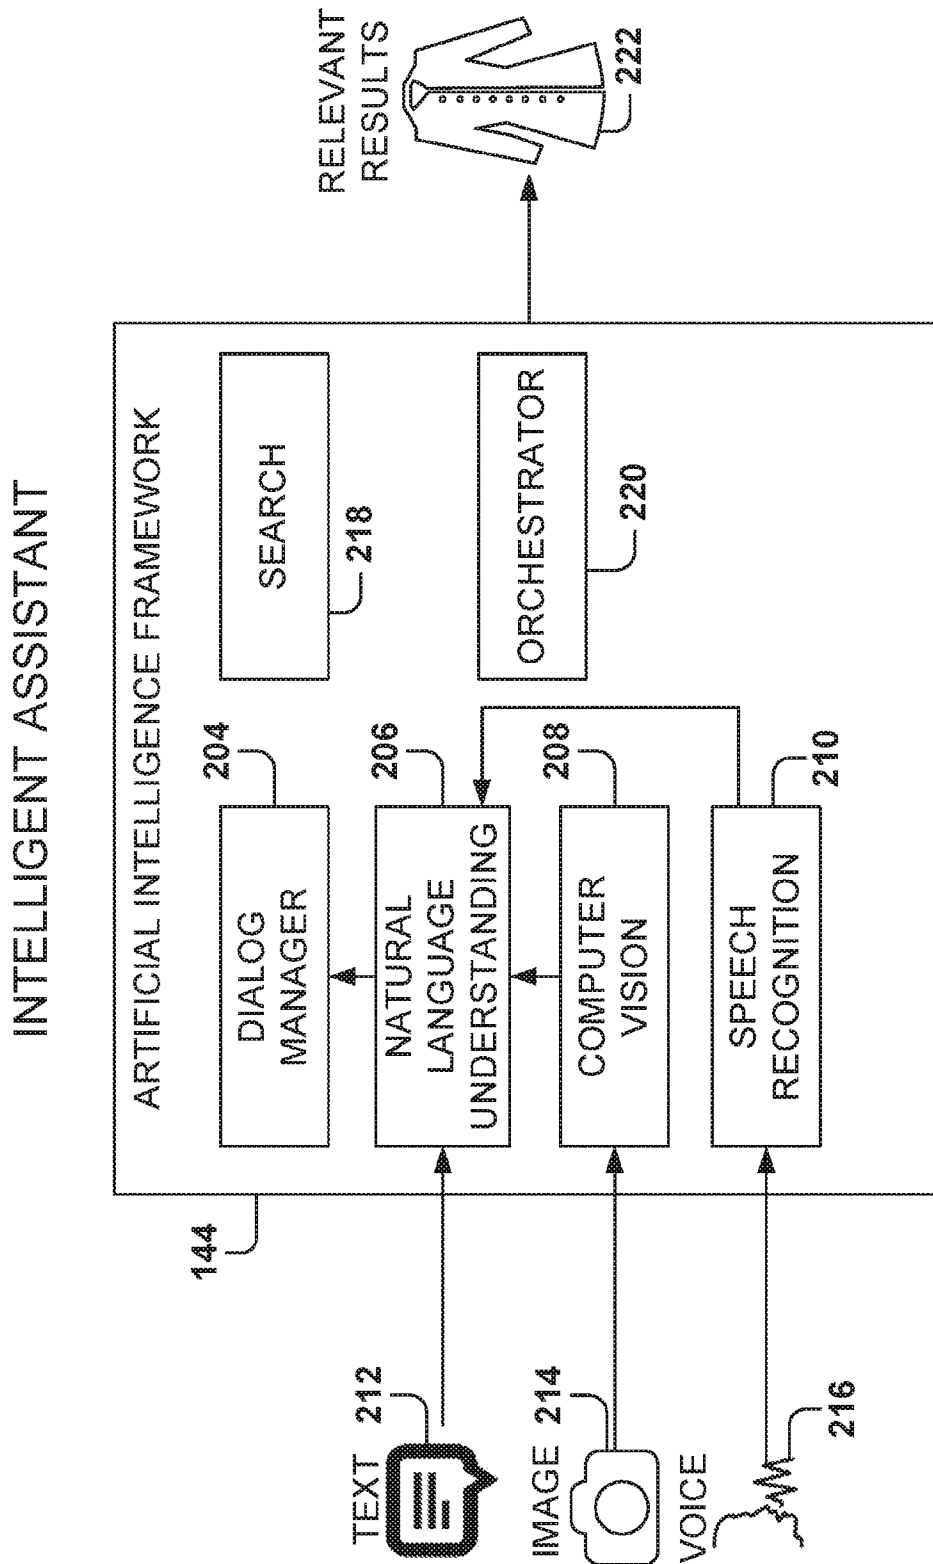 INTELLIGENT ASSISTANT
144
ARTIFICIAL INTELLIGENCE FRAMEWORK
TEXT
212
DIALOG
MANAGER
204
SEARCH
218
NATURAL
LANGUAGE
UNDERSTANDING
206
IMAGE
214
COMPUTER
VISION
208
ORCHESTRATOR
220
VOICE
216
SPEECH
RECOGNITION
210
RELEVANT
RESULTS
222